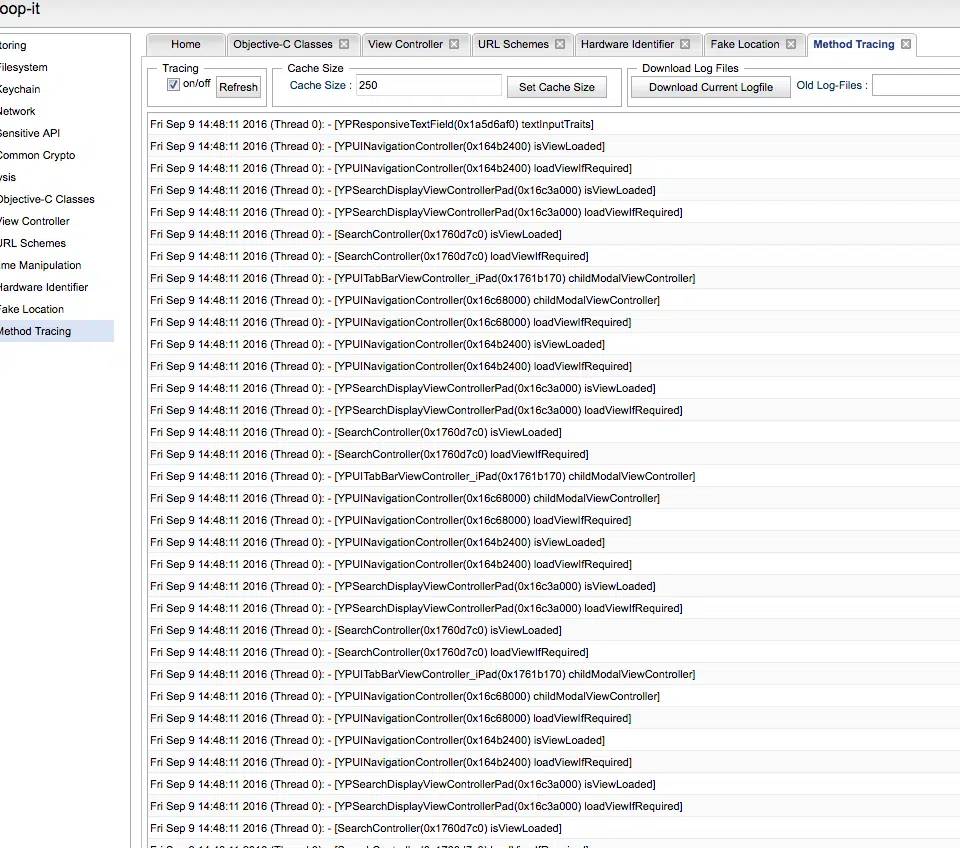 oop-it
toring
Filesystem
Keychain
Network
Sensitive API
Common Crypto
ysis
Objective-C Classes
View Controller
URL Schemes
me Manipulation
Hardware Identifier
Fake Location
Method Tracing
Home Objective-C Classes View Controller URL Schemes Hardware Identifier Fake Location Method Tracing
Tracing Cache Size Download Log Files
on/off Refresh Cache Size : 250 Set Cache Size Download Current Logfile Old Log-Files :
Fri Sep 9 14:48:11 2016 (Thread 0): - [YPResponsiveTextField(0x1a5d6af0) textInputTraits]
Fri Sep 9 14:48:11 2016 (Thread 0): - [YPUINavigationController(0x164b2400) isViewLoaded]
Fri Sep 9 14:48:11 2016 (Thread 0): - [YPUINavigationController(0x164b2400) loadViewIfRequired]
Fri Sep 9 14:48:11 2016 (Thread 0): - [YPSearchDisplayViewControllerPad(0x16c3a000) isViewLoaded]
Fri Sep 9 14:48:11 2016 (Thread 0): - [YPSearchDisplayViewControllerPad(0x16c3a000) loadViewIfRequired]
Fri Sep 9 14:48:11 2016 (Thread 0): - [SearchController(0x1760d7c0) isViewLoaded]
Fri Sep 9 14:48:11 2016 (Thread 0): - [SearchController(0x1760d7c0) loadViewIfRequired]
Fri Sep 9 14:48:11 2016 (Thread 0): - [YPUITabBarViewController_iPad(0x1761b170) childModalViewController]
Fri Sep 9 14:48:11 2016 (Thread 0): - [YPUINavigationController(0x16c68000) childModalViewController]
Fri Sep 9 14:48:11 2016 (Thread 0): - [YPUINavigationController(0x16c68000) loadViewIfRequired]
Fri Sep 9 14:48:11 2016 (Thread 0): - [YPUINavigationController(0x164b2400) isViewLoaded]
Fri Sep 9 14:48:11 2016 (Thread 0): - [YPUINavigationController(0x164b2400) loadViewIfRequired]
Fri Sep 9 14:48:11 2016 (Thread 0): - [YPSearchDisplayViewControllerPad(0x16c3a000) isViewLoaded]
Fri Sep 9 14:48:11 2016 (Thread 0): - [YPSearchDisplayViewControllerPad(0x16c3a000) loadViewIfRequired]
Fri Sep 9 14:48:11 2016 (Thread 0): - [SearchController(0x1760d7c0) isViewLoaded]
Fri Sep 9 14:48:11 2016 (Thread 0): - [SearchController(0x1760d7c0) loadViewIfRequired]
Fri Sep 9 14:48:11 2016 (Thread 0): - [YPUITabBarViewController_iPad(0x1761b170) childModalViewController]
Fri Sep 9 14:48:11 2016 (Thread 0): - [YPUINavigationController(0x16c68000) childModalViewController]
Fri Sep 9 14:48:11 2016 (Thread 0): - [YPUINavigationController(0x16c68000) loadViewIfRequired]
Fri Sep 9 14:48:11 2016 (Thread 0): - [YPUINavigationController(0x164b2400) isViewLoaded]
Fri Sep 9 14:48:11 2016 (Thread 0): - [YPUINavigationController(0x164b2400) loadViewIfRequired]
Fri Sep 9 14:48:11 2016 (Thread 0): - [YPSearchDisplayViewControllerPad(0x16c3a000) isViewLoaded]
Fri Sep 9 14:48:11 2016 (Thread 0): - [YPSearchDisplayViewControllerPad(0x16c3a000) loadViewIfRequired]
Fri Sep 9 14:48:11 2016 (Thread 0): - [SearchController(0x1760d7c0) isViewLoaded]
Fri Sep 9 14:48:11 2016 (Thread 0): - [SearchController(0x1760d7c0) loadViewIfRequired]
Fri Sep 9 14:48:11 2016 (Thread 0): - [YPUITabBarViewController_iPad(0x1761b170) childModalViewController]
Fri Sep 9 14:48:11 2016 (Thread 0): - [YPUINavigationController(0x16c68000) childModalViewController]
Fri Sep 9 14:48:11 2016 (Thread 0): - [YPUINavigationController(0x16c68000) loadViewIfRequired]
Fri Sep 9 14:48:11 2016 (Thread 0): - [YPUINavigationController(0x164b2400) isViewLoaded]
Fri Sep 9 14:48:11 2016 (Thread 0): - [YPUINavigationController(0x164b2400) loadViewIfRequired]
Fri Sep 9 14:48:11 2016 (Thread 0): - [YPSearchDisplayViewControllerPad(0x16c3a000) isViewLoaded]
Fri Sep 9 14:48:11 2016 (Thread 0): - [YPSearchDisplayViewControllerPad(0x16c3a000) loadViewIfRequired]
Fri Sep 9 14:48:11 2016 (Thread 0): - [SearchController(0x1760d7c0) isViewLoaded]